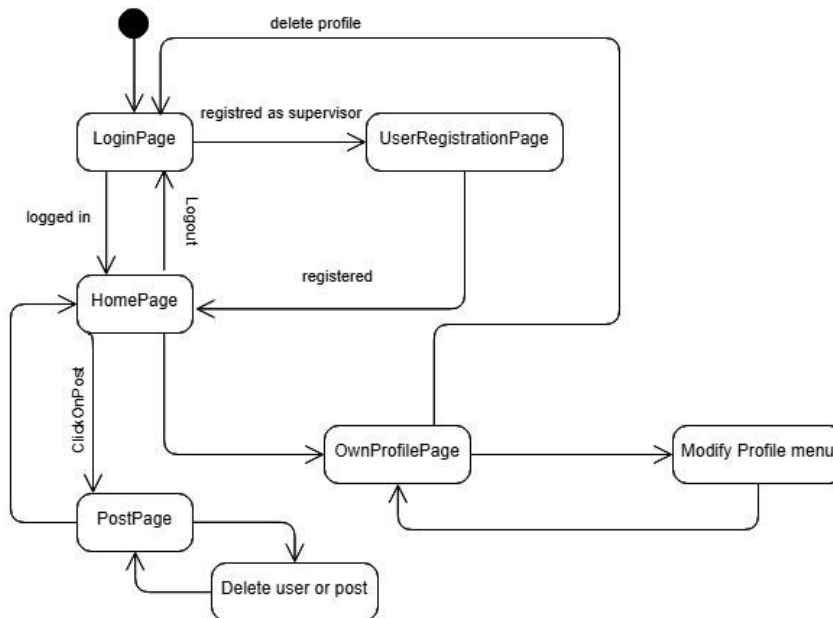 delete profile
registred as supervisor
LoginPage
UserRegistrationPage
logged in
Logout
registered
HomePage
ClickOnPost
OwnProfilePage
Modify Profile menu
PostPage
Delete user or post